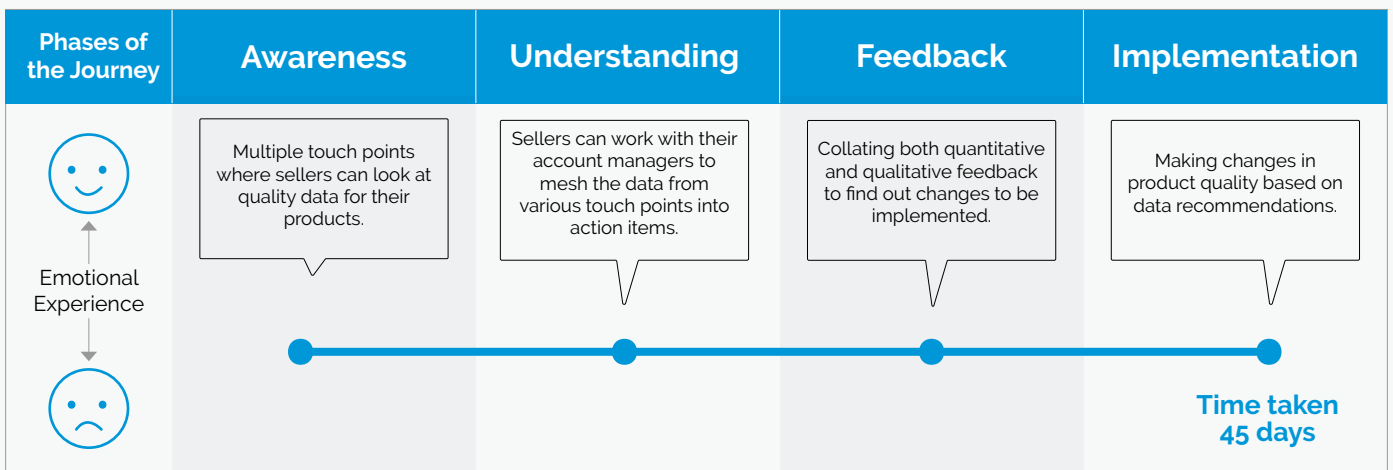 Phases of
the Journey
Awareness
Understanding
Feedback
Implementation
Multiple touch points
where sellers can look at
quality data for their
products.
Sellers can work with their
account managers to
mesh the data from
various touch points into
action items.
Collating both quantitative
and qualitative feedback
to find out changes to be
implemented.
Making changes in
product quality based on
data recommendations.
Emotional
Experience
Time taken
45 days